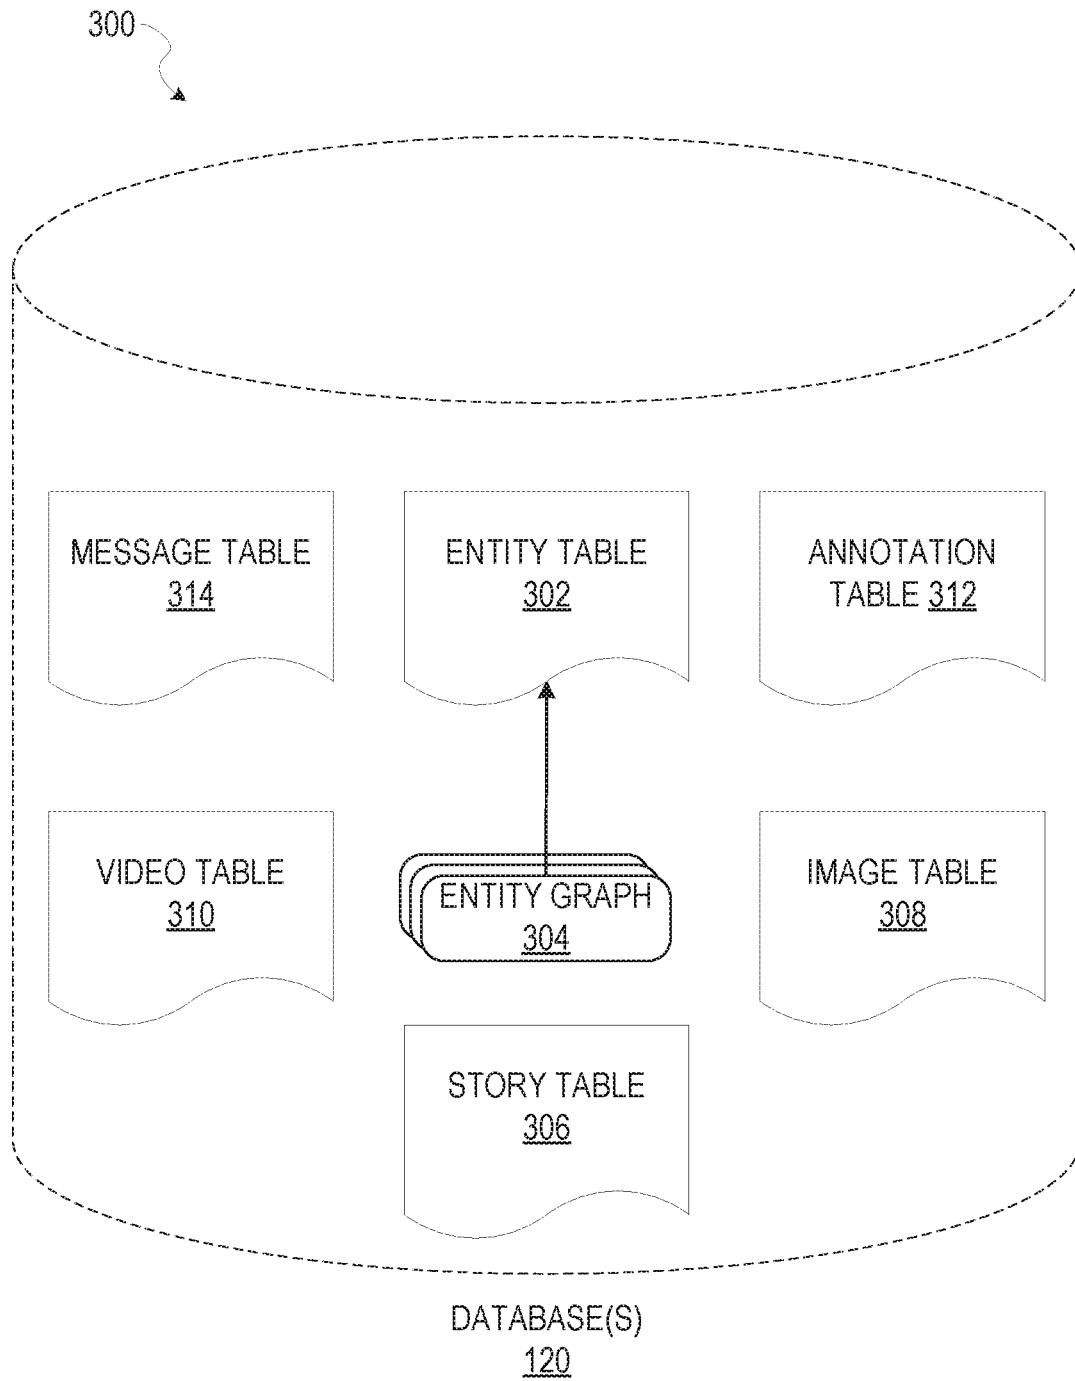 300
MESSAGE TABLE
314
ENTITY TABLE
302
ANNOTATION
TABLE 312
VIDEO TABLE
310
ENTITY GRAPH
304
IMAGE TABLE
308
STORY TABLE
306
DATABASE(S)
120